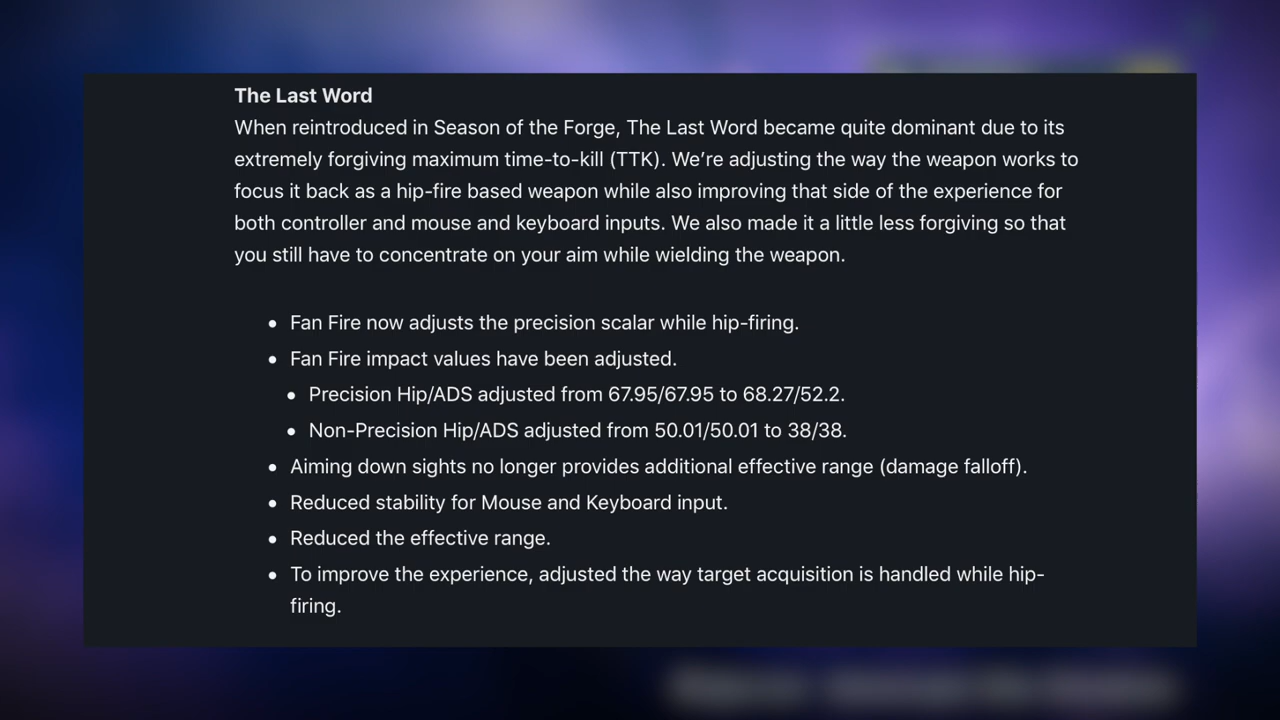 The Last Word
When reintroduced in Season of the Forge, The Last Word became quite dominant due to its
extremely forgiving maximum time-to-kill (TTK). We’re adjusting the way the weapon works to
focus it back as a hip-fire based weapon while also improving that side of the experience for
both controller and mouse and keyboard inputs. We also made it a little less forgiving so that
you still have to concentrate on your aim while wielding the weapon.
• Fan Fire now adjusts the precision scalar while hip-firing.
• Fan Fire impact values have been adjusted.
• Precision Hip/ADS adjusted from 67.95/67.95 to 68.27/52.2.
• Non-Precision Hip/ADS adjusted from 50.01/50.01 to 38/38.
• Aiming down sights no longer provides additional effective range (damage falloff).
• Reduced stability for Mouse and Keyboard input.
• Reduced the effective range.
• To improve the experience, adjusted the way target acquisition is handled while hip-
firing.